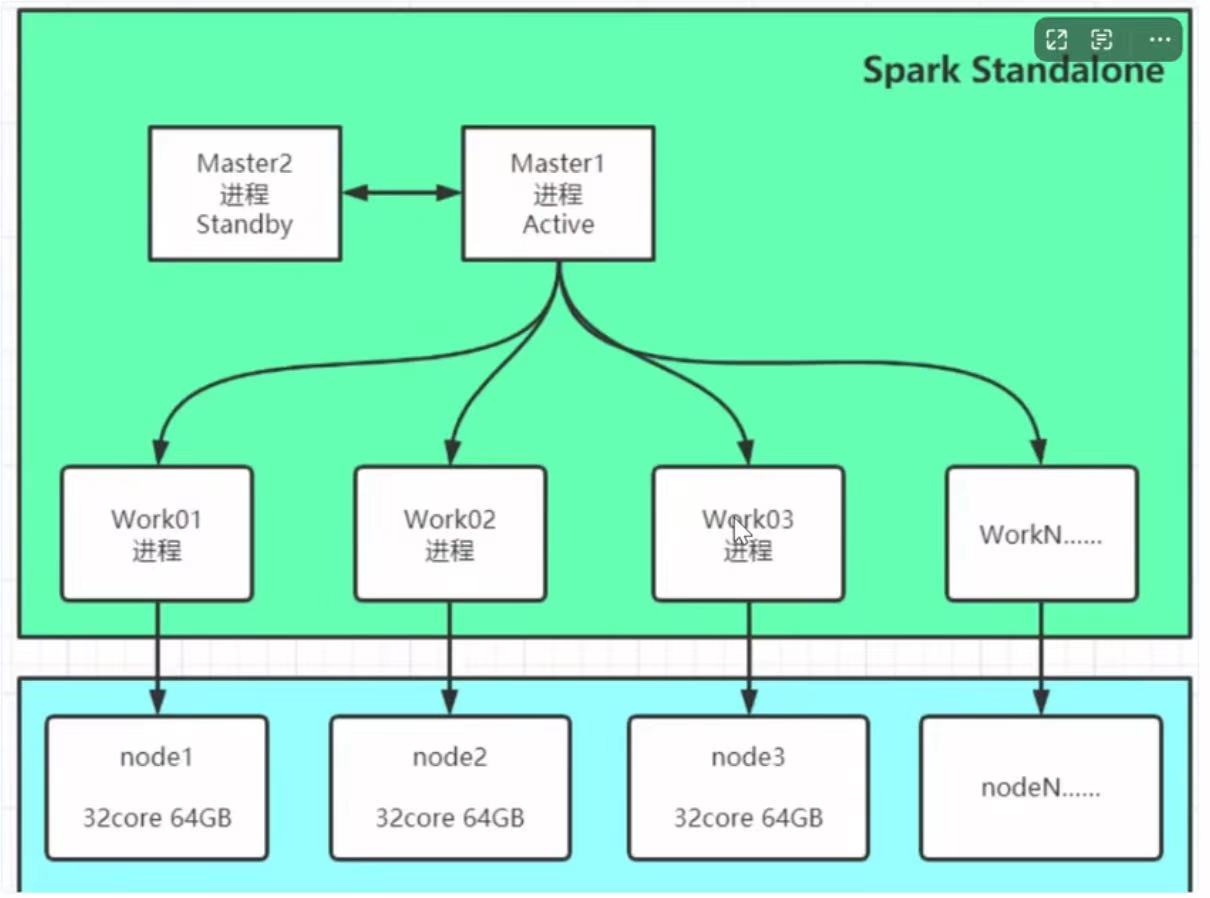 Spark Standalone
Master2
进程
Standby
Master1
进程
Active
Work01
进程
Work02
进程
Work03
进程
WorkN......
node1
32core 64GB
node2
32core 64GB
node3
32core 64GB
nodeN......